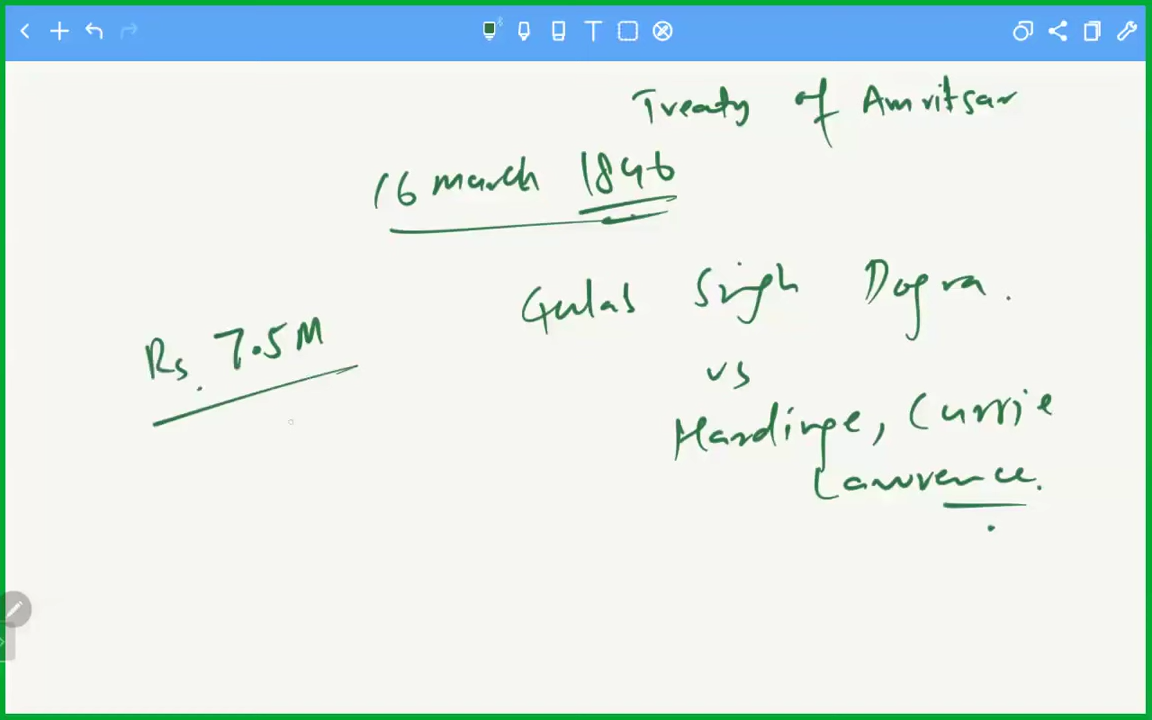 Treaty of Amritsar
16 march 1846
Gulab Singh Dogra.
Rs. 7.5M
vs
Hardinge, Currie
Lawrence.